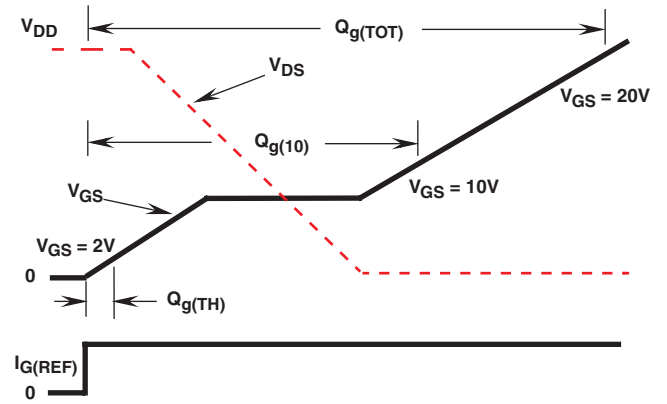 VDD
Qg(TOT)
VDS
VGS = 20V
Qg(10)
VGS
VGS = 10V
VGS = 2V
0
Qg(TH)
IG(REF)
0